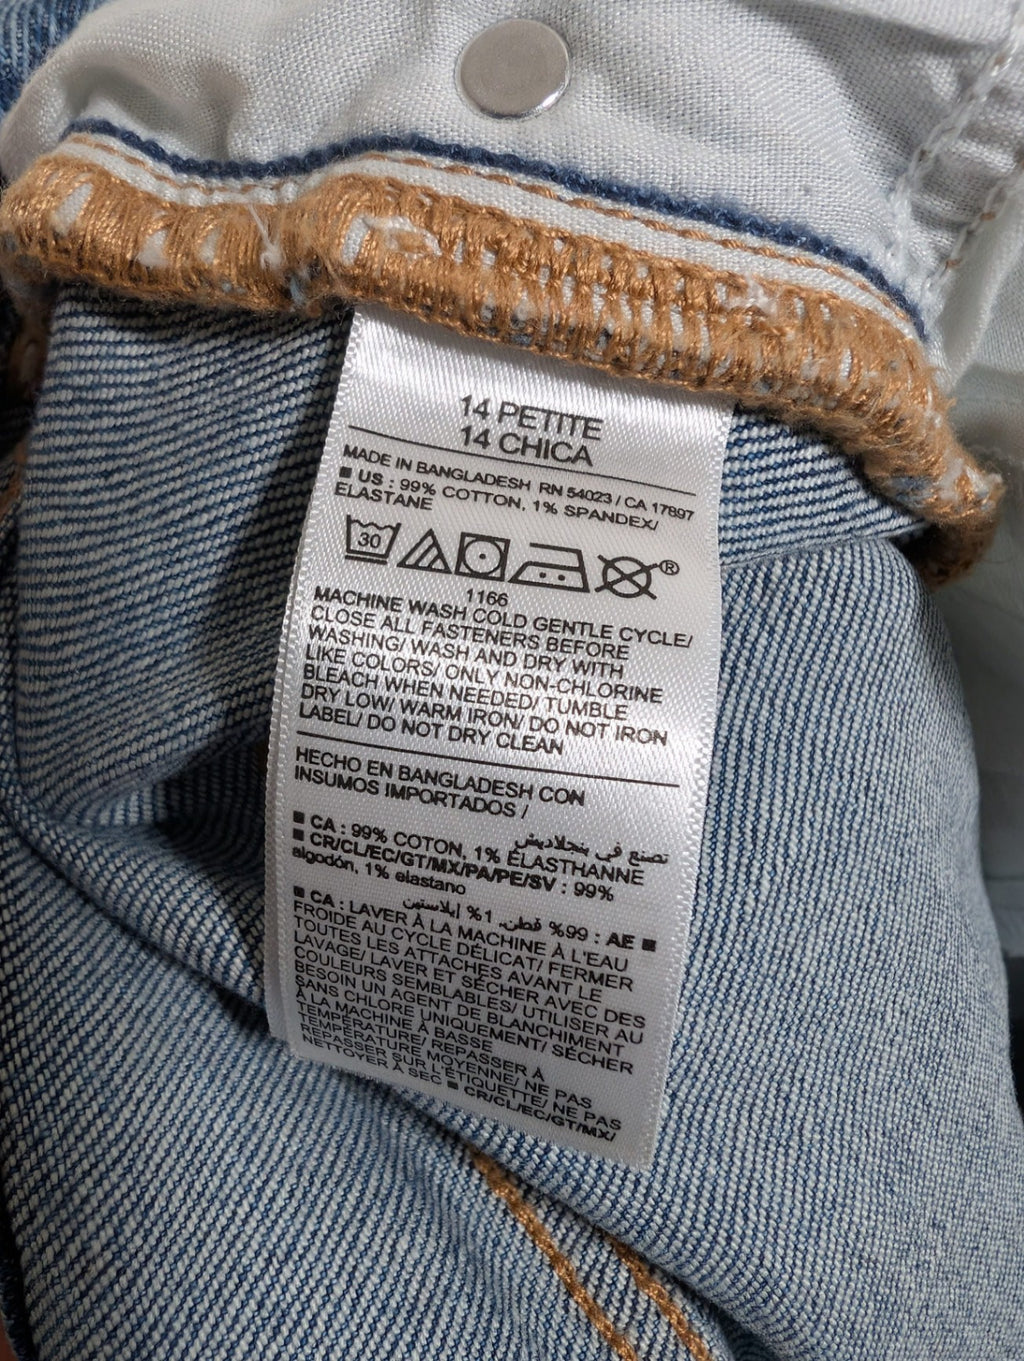 14 PETITE
14 CHICA
MADE IN BANGLADESH RN 54023 / CA 17897
■ US : 99% COTTON, 1% SPANDEX/
ELASTANE
30
®
1166
MACHINE WASH COLD GENTLE CYCLE/
CLOSE ALL FASTENERS BEFORE
WASHING/ WASH AND DRY WITH
LIKE COLORS/ ONLY NON-CHLORINE
BLEACH WHEN NEEDED/ TUMBLE
DRY LOW/ WARM IRON/ DO NOT IRON
LABEL/ DO NOT DRY CLEAN
HECHO EN BANGLADESH CON
INSUMOS IMPORTADOS /
تصنع في بنجلاديش
■ CA : 99% COTON, 1% ÉLASTHANNE
■ CR/CL/EC/GT/MX/PA/PE/SV : 99%
algodón, 1% elastano
■ AE : 99% قطن, 1% إيلاستين
■ CA : LAVER À LA MACHINE À L'EAU
FROIDE AU CYCLE DÉLICAT/ FERMER
TOUTES LES ATTACHES AVANT LE
LAVAGE/ LAVER ET SÉCHER AVEC DES
COULEURS SEMBLABLES/ UTILISER AU
BESOIN UN AGENT DE BLANCHIMENT
SANS CHLORE UNIQUEMENT/ SÉCHER
À LA MACHINE À BASSE
TEMPÉRATURE/ REPASSER À
TEMPÉRATURE MOYENNE/ NE PAS
REPASSER SUR L'ÉTIQUETTE/ NE PAS
NETTOYER À SEC ■ CR/CL/EC/GT/MX/